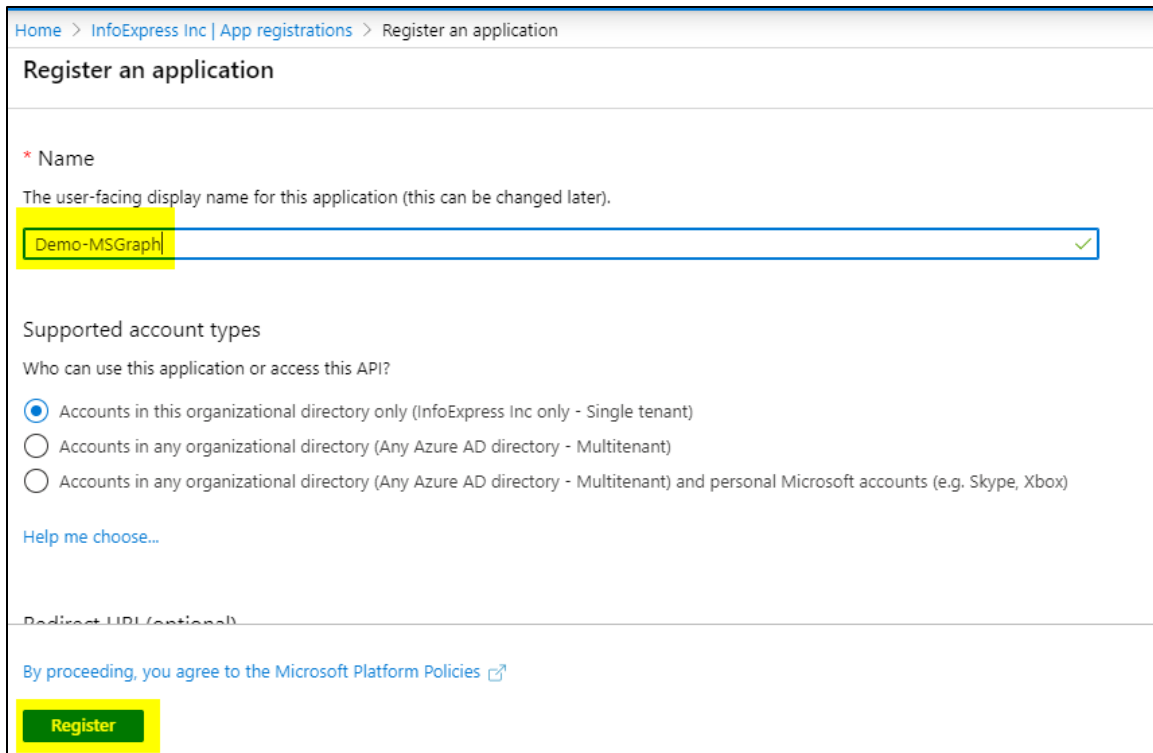 Home > InfoExpress Inc | App registrations > Register an application
Register an application
* Name
The user-facing display name for this application (this can be changed later).
Demo-MSGraph
Supported account types
Who can use this application or access this API?
Accounts in this organizational directory only (InfoExpress Inc only - Single tenant)
Accounts in any organizational directory (Any Azure AD directory - Multitenant)
Accounts in any organizational directory (Any Azure AD directory - Multitenant) and personal Microsoft accounts (e.g. Skype, Xbox)
Help me choose...
Redirect URI (optional)
By proceeding, you agree to the Microsoft Platform Policies
Register